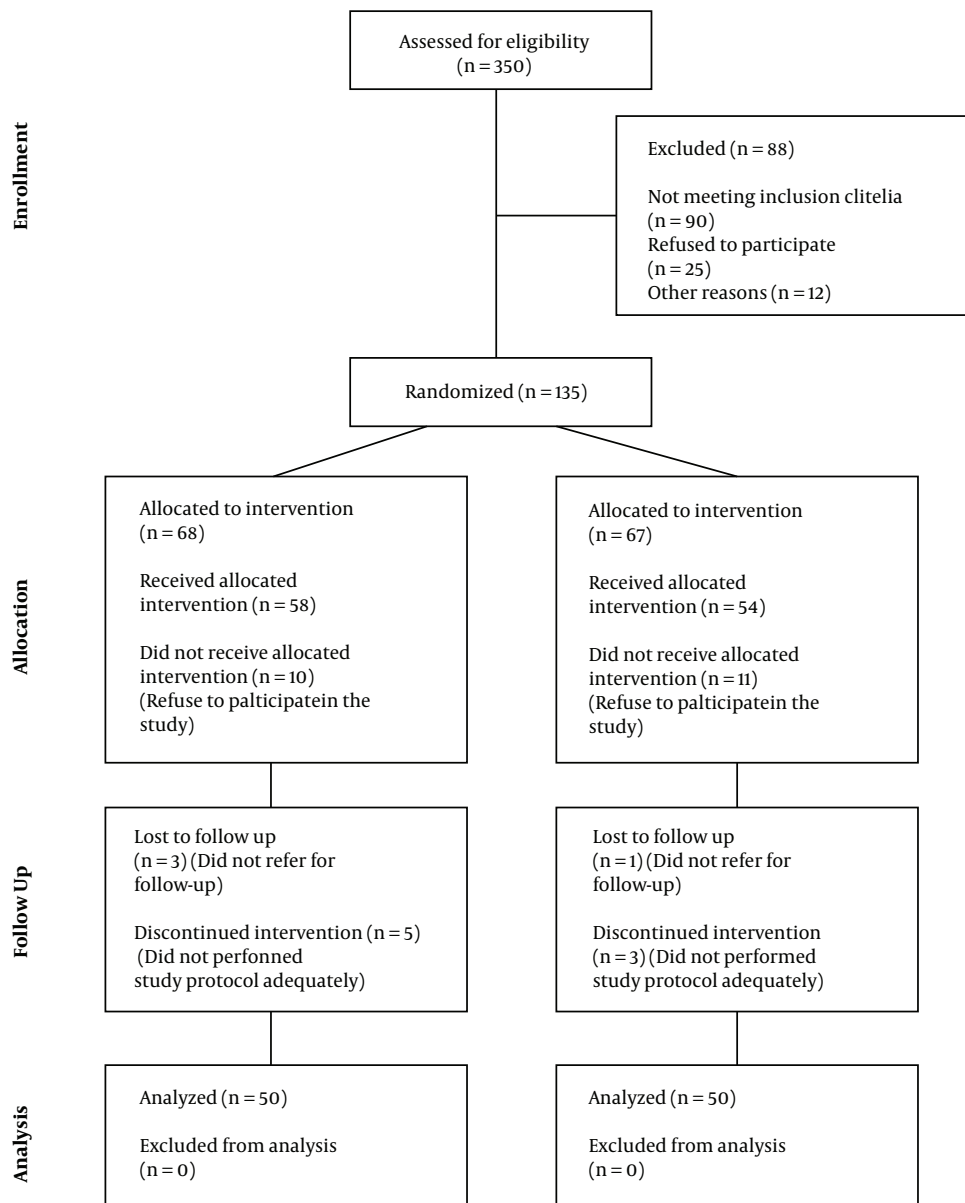 Assessed for eligibility
(n = 350)
Enrollment
Excluded (n = 88)
Not meeting inclusion clitelia
(n = 90)
Refused to participate
(n = 25)
Other reasons (n = 12)
Randomized (n = 135)
Allocation
Allocated to intervention
(n = 68)
Received allocated
intervention (n = 58)
Did not receive allocated
intervention (n = 10)
(Refuse to palticipatein the
study)
Allocated to intervention
(n = 67)
Received allocated
intervention (n = 54)
Did not receive allocated
intervention (n = 11)
(Refuse to palticipatein the
study)
Follow Up
Lost to follow up
(n = 3) (Did not refer for
follow-up)
Discontinued intervention (n = 5)
(Did not perfonned
study protocol adequately)
Lost to follow up
(n = 1) (Did not refer for
follow-up)
Discontinued intervention
(n = 3) (Did not performed
study protocol adequately)
Analysis
Analyzed (n = 50)
Excluded from analysis
(n = 0)
Analyzed (n = 50)
Excluded from analysis
(n = 0)